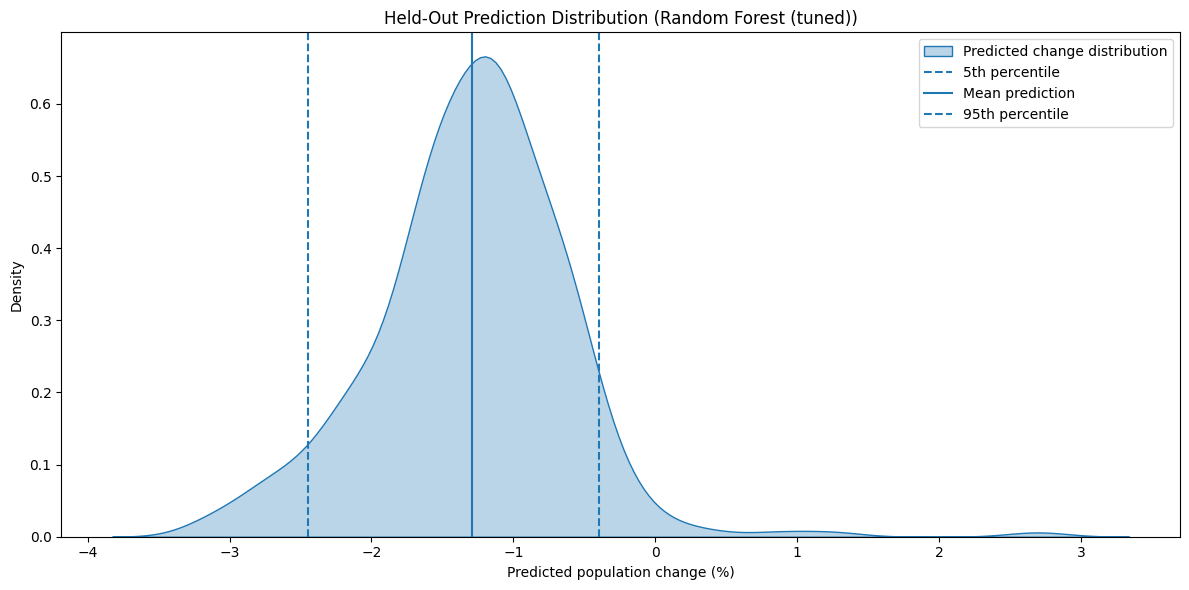 Held-Out Prediction Distribution (Random Forest (tuned))
Predicted change distribution
5th percentile
Mean prediction
95th percentile
Density
0.6
0.5
0.4
0.3
0.2
0.1
0.0
−4 −3 −2 −1 0 1 2 3
Predicted population change (%)